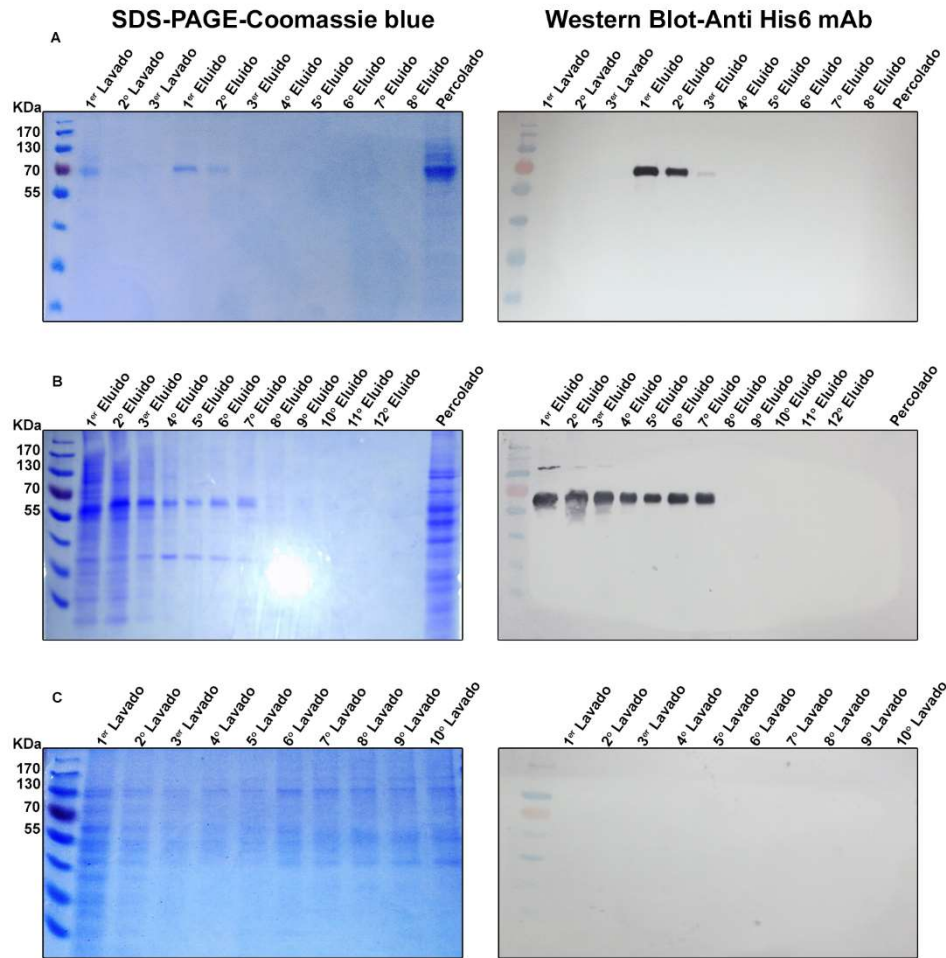 SDS-PAGE-Coomassie blue
Western Blot-Anti His6 mAb
A
1er Lavado
2º Lavado
3er Lavado
1er Eluido
2º Eluido
3er Eluido
4º Eluido
5º Eluido
6º Eluido
7º Eluido
8º Eluido
Percolado
1er Lavado
2º Lavado
3er Lavado
1er Eluido
2º Eluido
3er Eluido
4º Eluido
5º Eluido
6º Eluido
7º Eluido
8º Eluido
Percolado
KDa
170
130
70
55
B
1er Eluido
2º Eluido
3er Eluido
4º Eluido
5º Eluido
6º Eluido
7º Eluido
8º Eluido
9º Eluido
10º Eluido
11º Eluido
12º Eluido
Percolado
1er Eluido
2º Eluido
3er Eluido
4º Eluido
5º Eluido
6º Eluido
7º Eluido
8º Eluido
9º Eluido
10º Eluido
11º Eluido
12º Eluido
Percolado
KDa
170
130
70
55
C
1er Lavado
2º Lavado
3er Lavado
4º Lavado
5º Lavado
6º Lavado
7º Lavado
8º Lavado
9º Lavado
10º Lavado
1er Lavado
2º Lavado
3er Lavado
4º Lavado
5º Lavado
6º Lavado
7º Lavado
8º Lavado
9º Lavado
10º Lavado
KDa
170
130
70
55